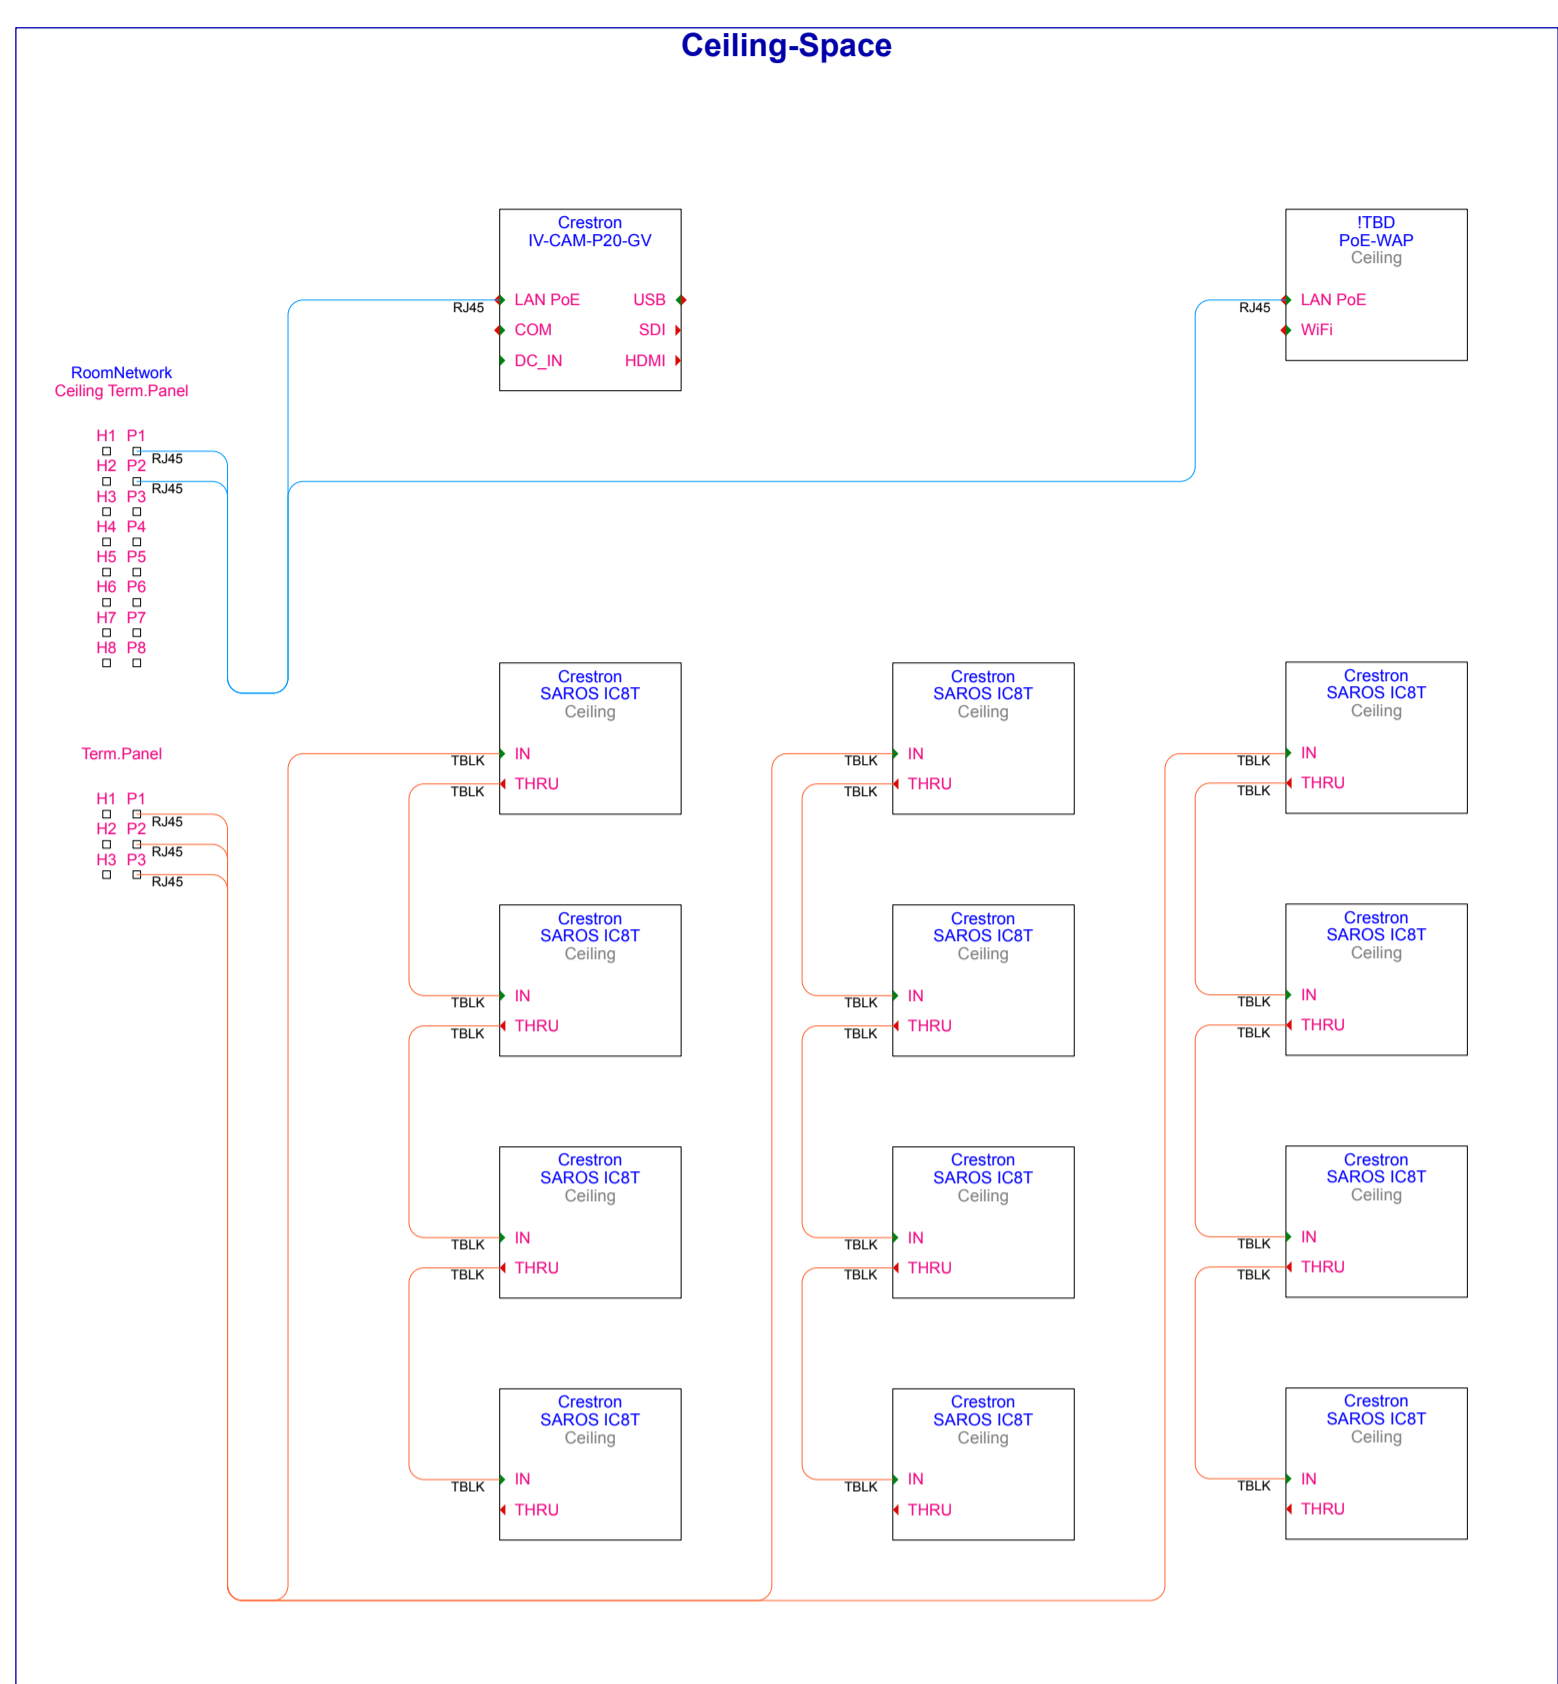 Ceiling-Space
Crestron
IV-CAM-P20-GV
RJ45
LAN PoE
USB
COM
SDI
DC_IN
HDMI
!TBD
PoE-WAP
Ceiling
RJ45
LAN PoE
WiFi
RoomNetwork
Ceiling Term.Panel
H1 P1
RJ45
H2 P2
RJ45
H3 P3
H4 P4
H5 P5
H6 P6
H7 P7
H8 P8
Term.Panel
H1 P1
RJ45
H2 P2
RJ45
H3 P3
RJ45
Crestron
SAROS IC8T
Ceiling
TBLK
IN
TBLK
THRU
Crestron
SAROS IC8T
Ceiling
TBLK
IN
TBLK
THRU
Crestron
SAROS IC8T
Ceiling
TBLK
IN
TBLK
THRU
Crestron
SAROS IC8T
Ceiling
TBLK
IN
TBLK
THRU
Crestron
SAROS IC8T
Ceiling
TBLK
IN
TBLK
THRU
Crestron
SAROS IC8T
Ceiling
TBLK
IN
TBLK
THRU
Crestron
SAROS IC8T
Ceiling
TBLK
IN
TBLK
THRU
Crestron
SAROS IC8T
Ceiling
TBLK
IN
TBLK
THRU
Crestron
SAROS IC8T
Ceiling
TBLK
IN
TBLK
THRU
Crestron
SAROS IC8T
Ceiling
TBLK
IN
THRU
Crestron
SAROS IC8T
Ceiling
TBLK
IN
THRU
Crestron
SAROS IC8T
Ceiling
TBLK
IN
THRU